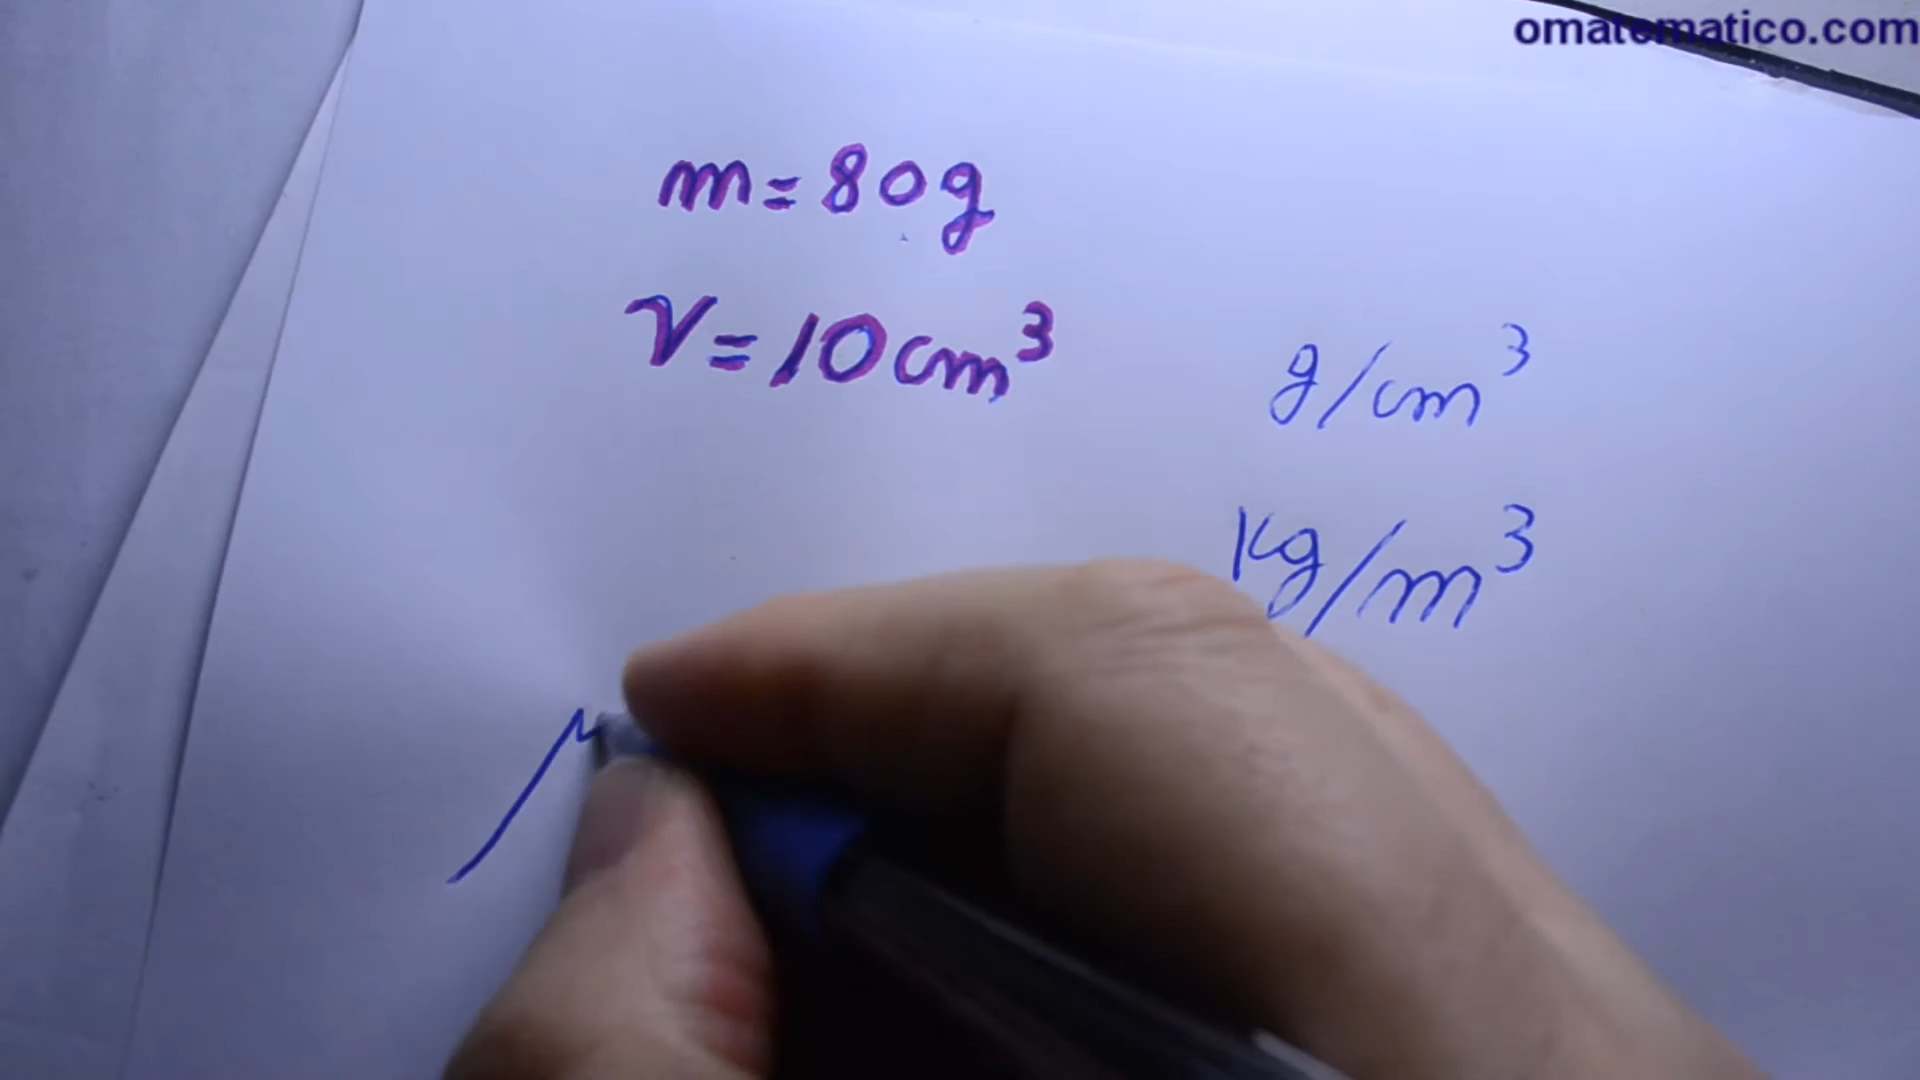 omatematico.com
m = 80g
V = 10cm³
g/cm³
Kg/m³